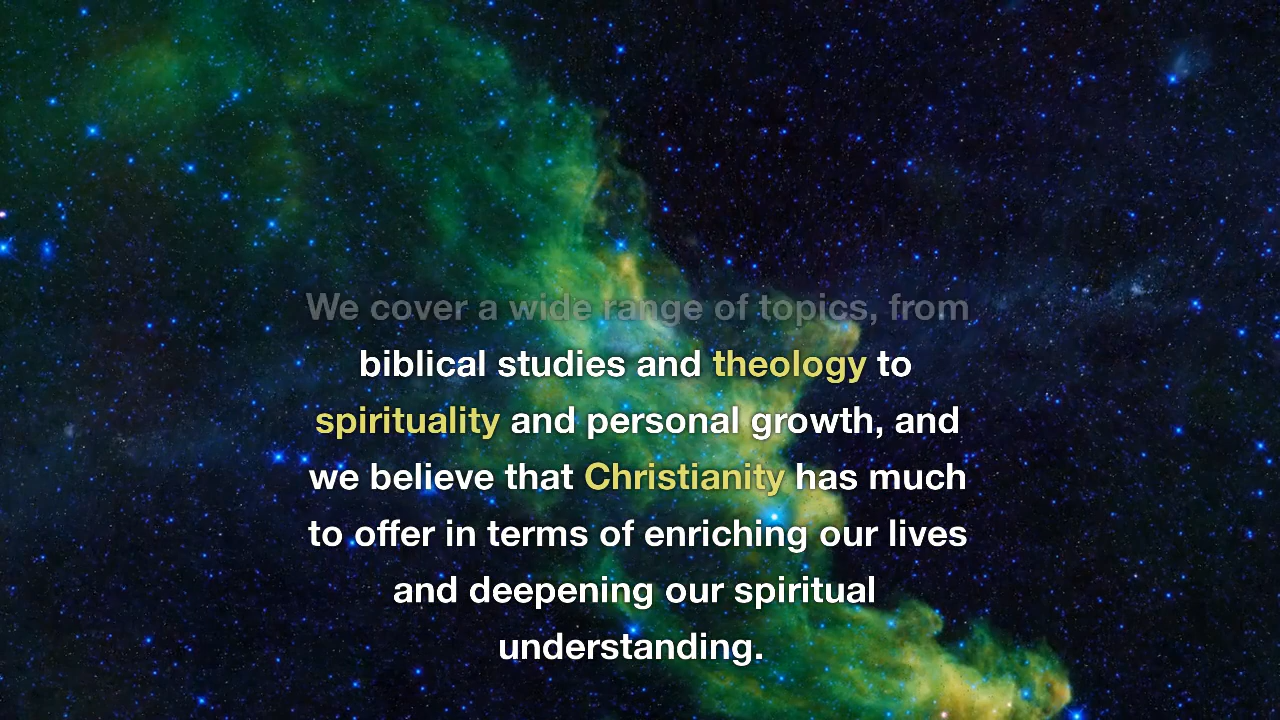 We cover a wide range of topics, from
biblical studies and theology to
spirituality and personal growth, and
we believe that Christianity has much
to offer in terms of enriching our lives
and deepening our spiritual
understanding.